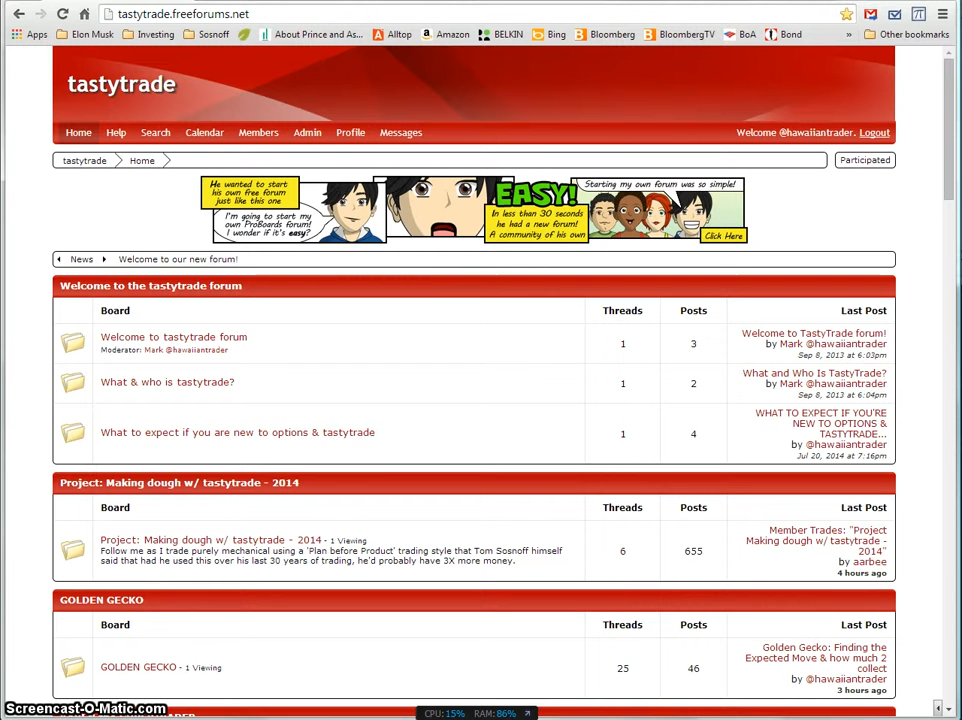 tastytrade.freeforums.net
Apps Elon Musk Investing Sosnoff About Prince and As... Alltop Amazon BELKIN Bing Bloomberg BloombergTV BoA Bond » Other bookmarks
tastytrade
Home Help Search Calendar Members Admin Profile Messages Welcome @hawaiiantrader. Logout
tastytrade Home Participated
He wanted to start
his own free forum
just like this one
I'm going to start my
own ProBoards forum!
I wonder if it's easy?
EASY!
In less than 30 seconds
he had a new forum!
A community of his own
Starting my own forum was so simple!
Click Here
News Welcome to our new forum!
Welcome to the tastytrade forum
Board Threads Posts Last Post
Welcome to tastytrade forum
Moderator: Mark @hawaiiantrader
1 3
Welcome to TastyTrade forum!
by Mark @hawaiiantrader
Sep 8, 2013 at 6:03pm
What & who is tastytrade?
1 2
What and Who Is TastyTrade?
by Mark @hawaiiantrader
Sep 8, 2013 at 6:04pm
What to expect if you are new to options & tastytrade
1 4
WHAT TO EXPECT IF YOU'RE
NEW TO OPTIONS &
TASTYTRADE...
by @hawaiiantrader
Jul 20, 2014 at 7:16pm
Project: Making dough w/ tastytrade - 2014
Board Threads Posts Last Post
Project: Making dough w/ tastytrade - 2014 - 1 Viewing
Follow me as I trade purely mechanical using a 'Plan before Product' trading style that Tom Sosnoff himself
said that had he used this over his last 30 years of trading, he'd probably have 3X more money.
6 655
Member Trades: "Project
Making dough w/ tastytrade -
2014"
by aarbee
4 hours ago
GOLDEN GECKO
Board Threads Posts Last Post
GOLDEN GECKO - 1 Viewing
25 46
Golden Gecko: Finding the
Expected Move & how much 2
collect
by @hawaiiantrader
3 hours ago
Screencast-O-Matic.com
CPU: 15% RAM: 86%